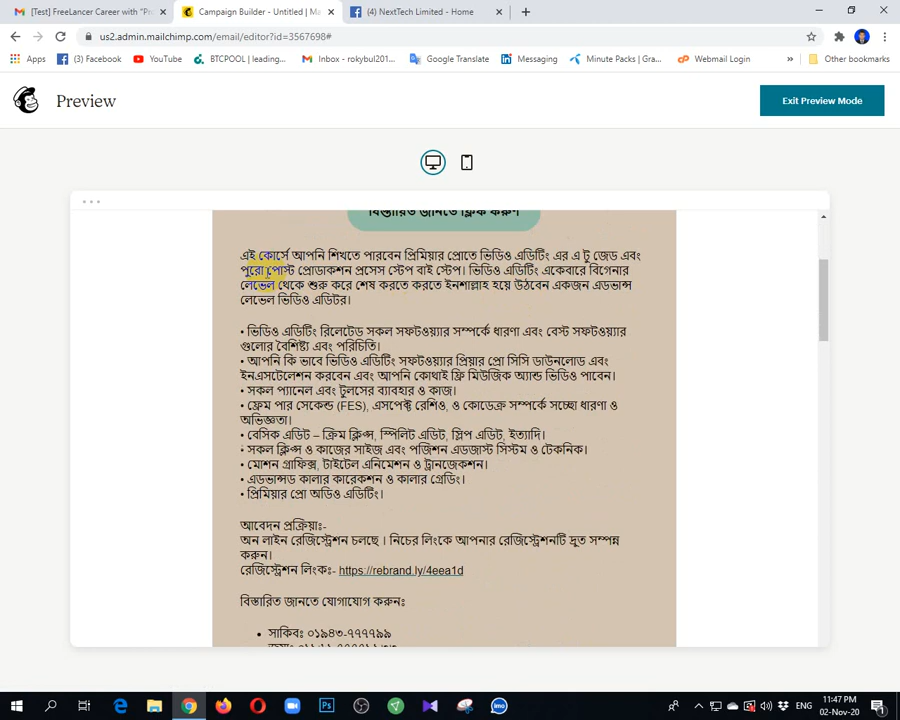 [Test] FreeLancer Career with "Pr
Campaign Builder - Untitled | Ma
(4) NextTech Limited - Home
us2.admin.mailchimp.com/email/editor?id=3567698#
Apps
(3) Facebook
YouTube
BTCPOOL | leading...
Inbox - rokybul201...
Google Translate
Messaging
Minute Packs | Gra...
Webmail Login
Other bookmarks
Preview
Exit Preview Mode
বিস্তারিত জানতে ক্লিক করুণ
এই কোর্সে আপনি শিখতে পারবেন প্রিমিয়ার প্রোতে ভিডিও এডিটিং এর এ টু জেড এবং
পুরো পোস্ট প্রোডাকশন প্রসেস স্টেপ বাই স্টেপ। ভিডিও এডিটিং একেবারে বিগেনার
লেভেল থেকে শুরু করে শেষ করতে করতে ইনশাল্লাহ হয়ে উঠবেন একজন এডভান্স
লেভেল ভিডিও এডিটর।
• ভিডিও এডিটিং রিলেটেড সকল সফটওয়্যার সম্পর্কে ধারণা এবং বেস্ট সফটওয়্যার
গুলোর বৈশিষ্ট্য এবং পরিচিতি।
• আপনি কি ভাবে ভিডিও এডিটিং সফটওয়্যার প্রিয়ার প্রো সিসি ডাউনলোড এবং
ইনএসটেলেশন করবেন এবং আপনি কোথাই ফ্রি মিউজিক অ্যান্ড ভিডিও পাবেন।
• সকল প্যানেল এবং টুলসের ব্যাবহার ও কাজ।
• ফ্রেম পার সেকেন্ড (FES), এসপেক্ট রেশিও, ও কোডেক্স সম্পর্কে সচ্ছো ধারণা ও
অভিজ্ঞতা।
• বেসিক এডিট – ক্রিম ক্লিপ্স, স্পিলিট এডিট, স্লিপ এডিট, ইত্যাদি।
• সকল ক্লিপ্স ও কাজের সাইজ এবং পজিশন এডজাস্ট সিস্টম ও টেকনিক।
• মোশন গ্রাফিক্স, টাইটেল এনিমেশন ও ট্রানজেকশন।
• এডভান্সড কালার কারেকশন ও কালার গ্রেডিং।
• প্রিমিয়ার প্রো অডিও এডিটিং।
আবেদন প্রক্রিয়াঃ-
অন লাইন রেজিস্ট্রেশন চলছে । নিচের লিংকে আপনার রেজিস্ট্রেশনটি দ্রুত সম্পন্ন
করুন।
রেজিস্ট্রেশন লিংক:- https://rebrand.ly/4eea1d
বিস্তারিত জানতে যোগাযোগ করুনঃ
• সাকিবঃ ০১৯৪৩-৭৭৭৭৯৯
ENG
11:47 PM
02-Nov-20